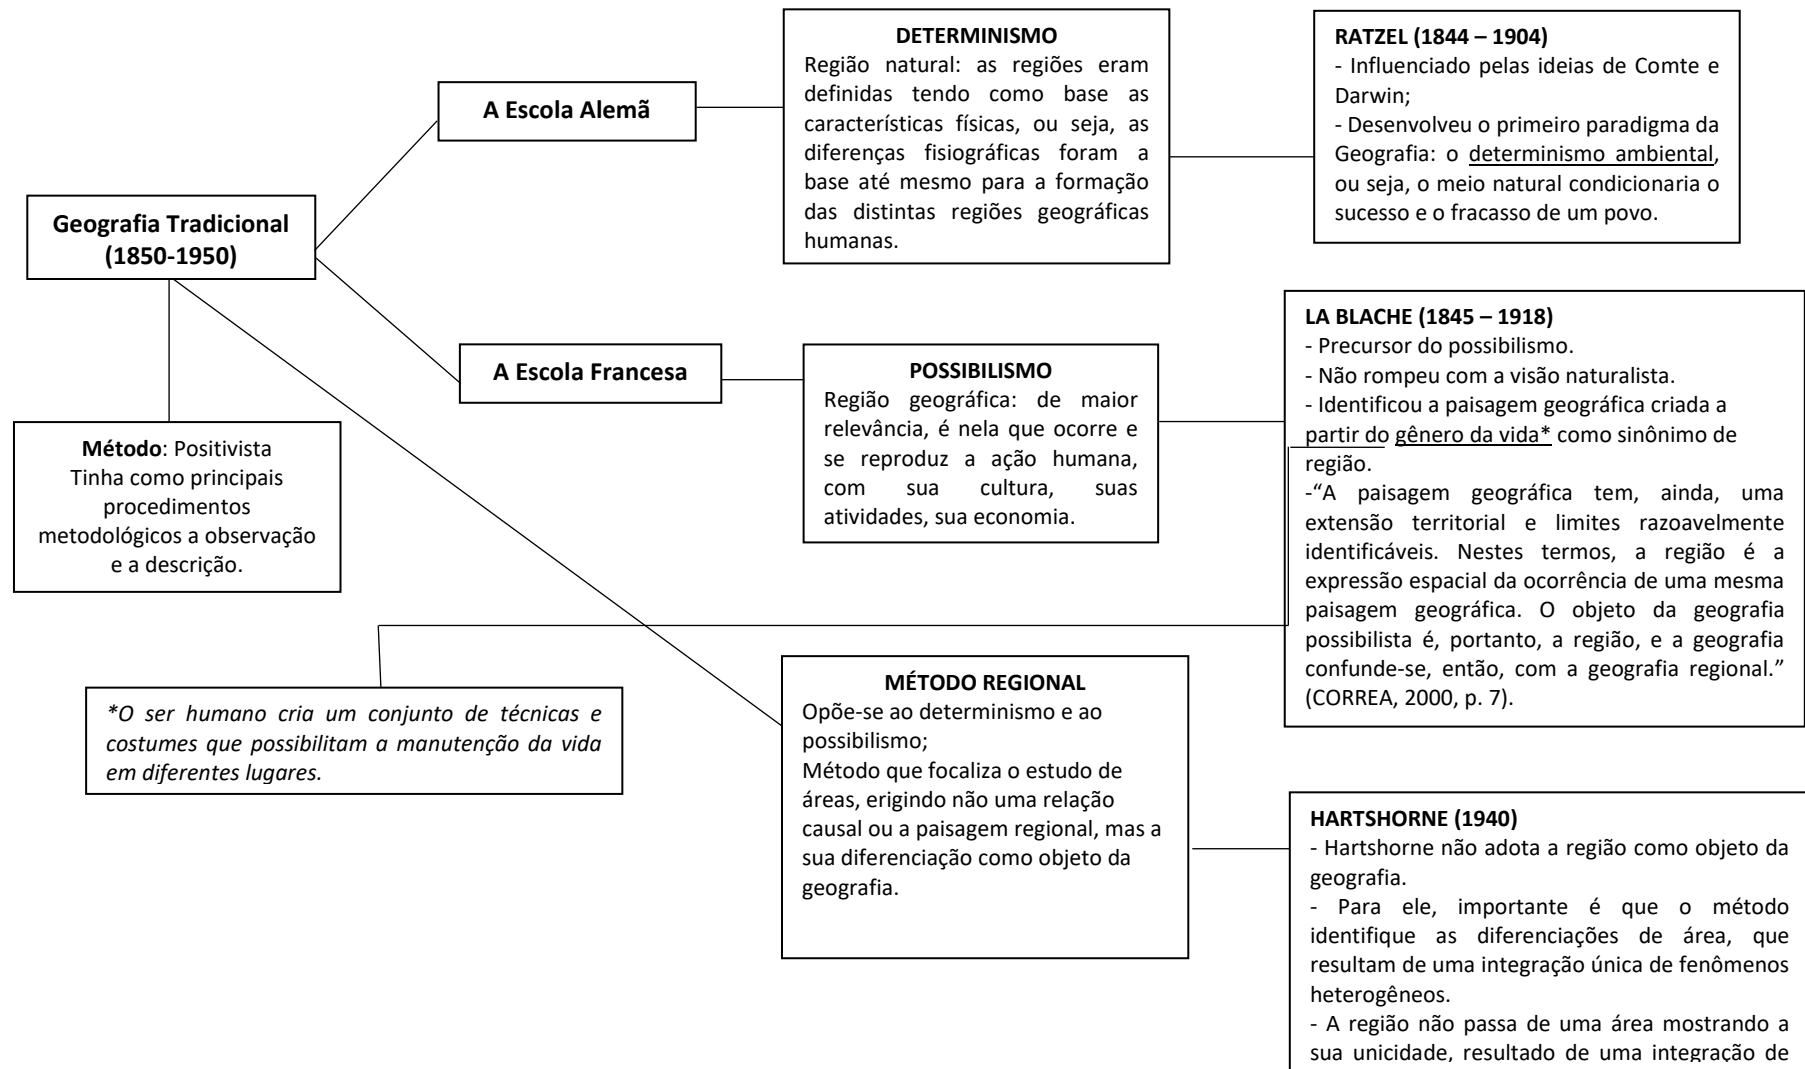 Geografia Tradicional
(1850-1950)
Método: Positivista
Tinha como principais
procedimentos
metodológicos a observação
e a descrição.
A Escola Alemã
DETERMINISMO
Região natural: as regiões eram
definidas tendo como base as
características físicas, ou seja, as
diferenças fisiográficas foram a
base até mesmo para a formação
das distintas regiões geográficas
humanas.
RATZEL (1844 – 1904)
- Influenciado pelas ideias de Comte e
Darwin;
- Desenvolveu o primeiro paradigma da
Geografia: o determinismo ambiental,
ou seja, o meio natural condicionaria o
sucesso e o fracasso de um povo.
A Escola Francesa
POSSIBILISMO
Região geográfica: de maior
relevância, é nela que ocorre e
se reproduz a ação humana,
com sua cultura, suas
atividades, sua economia.
LA BLACHE (1845 – 1918)
- Precursor do possibilismo.
- Não rompeu com a visão naturalista.
- Identificou a paisagem geográfica criada a
partir do gênero da vida* como sinônimo de
região.
-“A paisagem geográfica tem, ainda, uma
extensão territorial e limites razoavelmente
identificáveis. Nestes termos, a região é a
expressão espacial da ocorrência de uma mesma
paisagem geográfica. O objeto da geografia
possibilista é, portanto, a região, e a geografia
confunde-se, então, com a geografia regional.”
(CORREA, 2000, p. 7).
*O ser humano cria um conjunto de técnicas e
costumes que possibilitam a manutenção da vida
em diferentes lugares.
MÉTODO REGIONAL
Opõe-se ao determinismo e ao
possibilismo;
Método que focaliza o estudo de
áreas, erigindo não uma relação
causal ou a paisagem regional, mas a
sua diferenciação como objeto da
geografia.
HARTSHORNE (1940)
- Hartshorne não adota a região como objeto da
geografia.
- Para ele, importante é que o método
identifique as diferenciações de área, que
resultam de uma integração única de fenômenos
heterogêneos.
- A região não passa de uma área mostrando a
sua unicidade, resultado de uma integração de